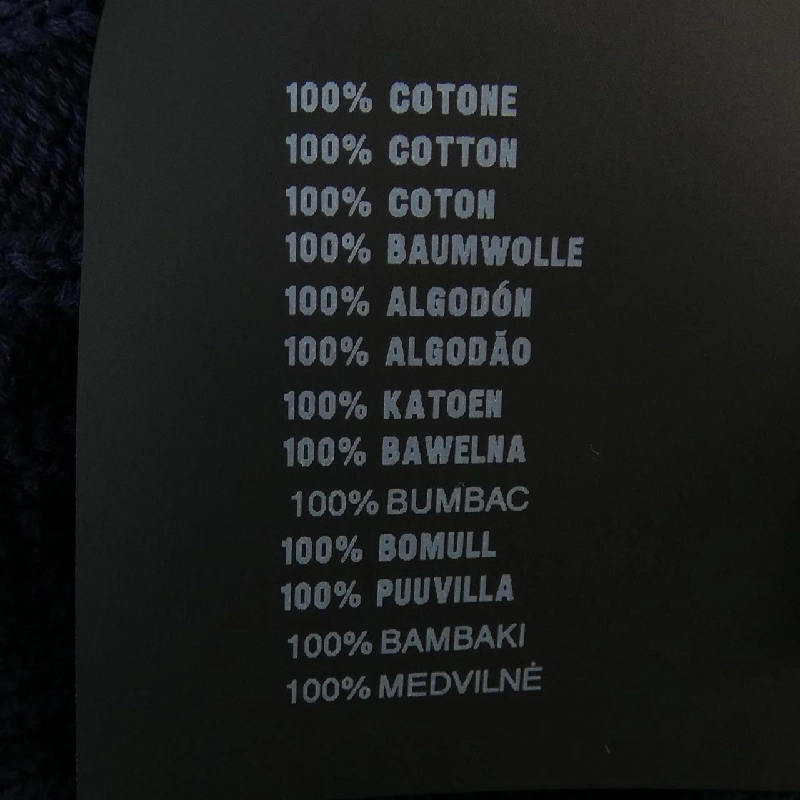 100% COTONE
100% COTTON
100% COTON
100% BAUMWOLLE
100% ALGODÓN
100% ALGODÃO
100% KATOEN
100% BAWELNA
100% BUMBAC
100% BOMULL
100% PUUVILLA
100% BAMBAKI
100% MEDVILNĖ